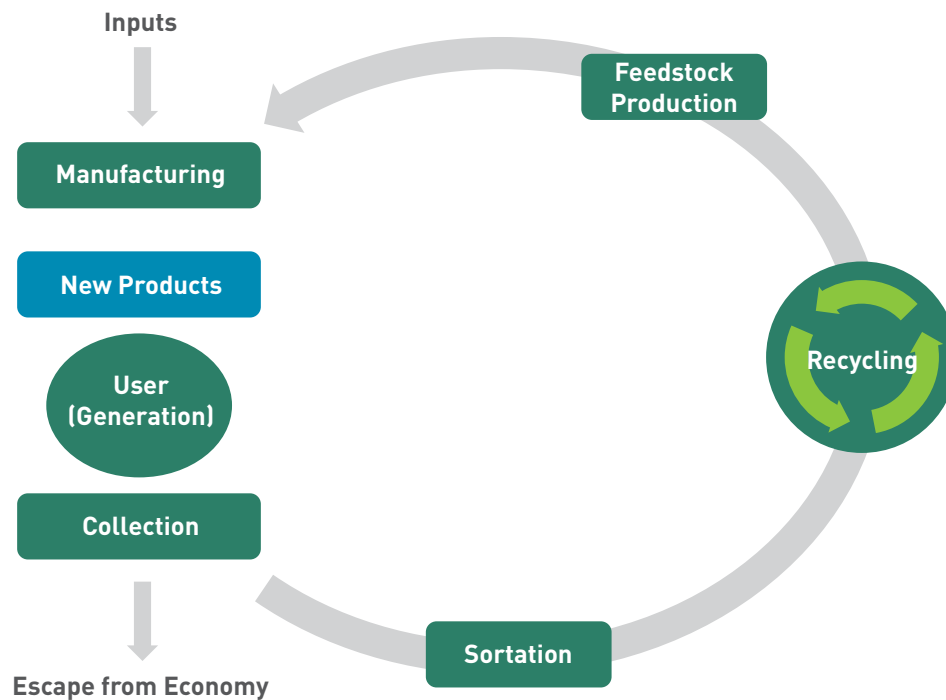 Inputs
Feedstock
Production
Manufacturing
New Products
User
(Generation)
Recycling
Collection
Sortation
Escape from Economy